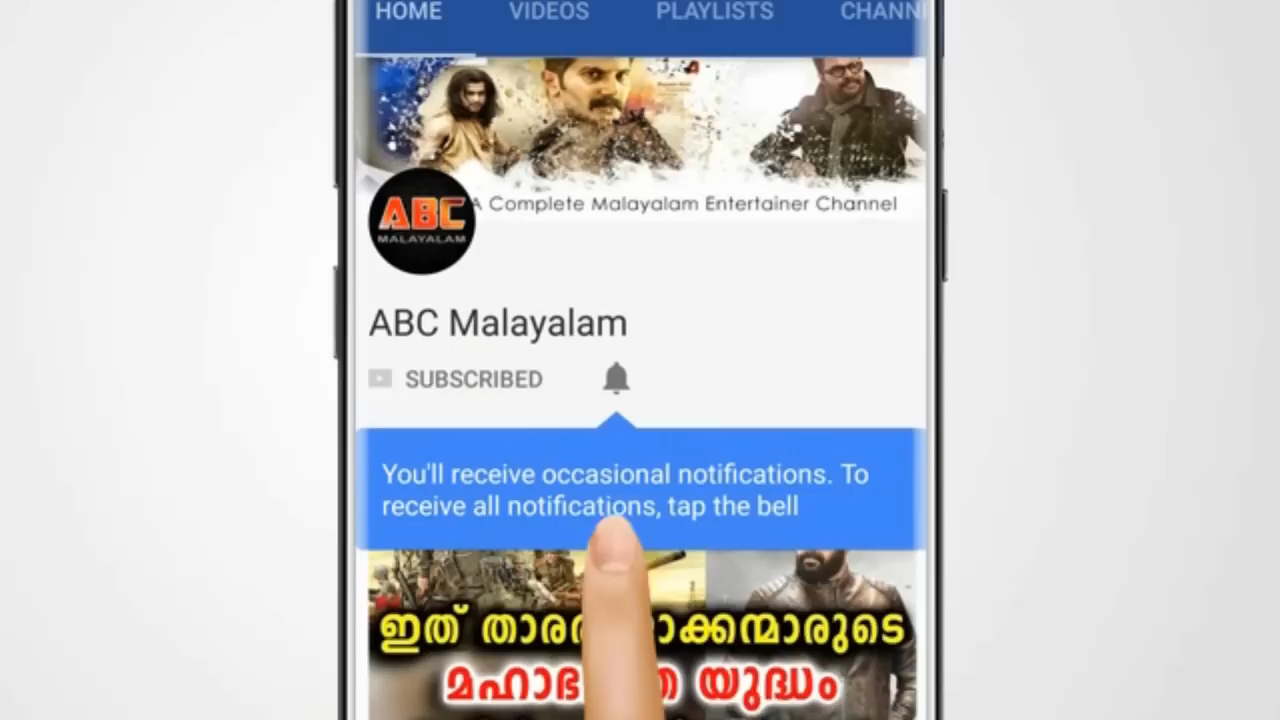 HOME VIDEOS PLAYLISTS CHANN
A Complete Malayalam Entertainer Channel
ABC
MALAYALAM
ABC Malayalam
SUBSCRIBED
You'll receive occasional notifications. To
receive all notifications, tap the bell
ഇത്
യുദ്ധം